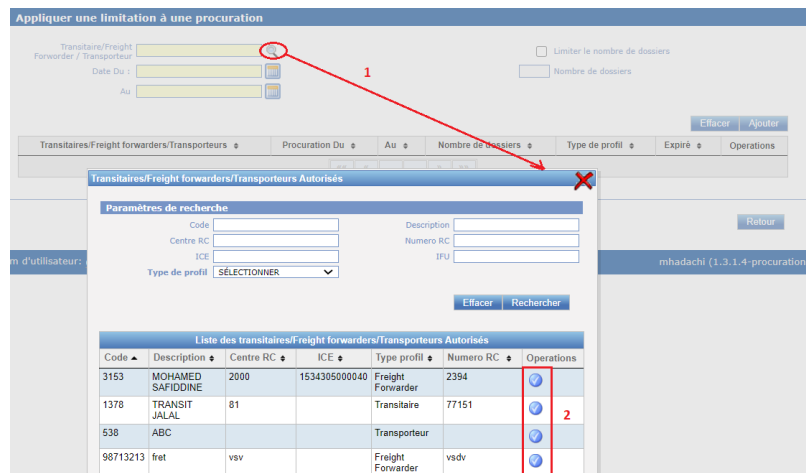 Appliquer une limitation à une procuration
Transitaire/Freight
Forworder / Transporteur
Limiter le nombre de dossiers
1
Date Du :
Nombre de dossiers
Au
Effacer Ajouter
Transitaires/Freight forwarders/Transporteurs Procuration Du Au Nombre de dossiers Type de profil Expiré Operations
Transitaires/Freight forwarders/Transporteurs Autorisés
Paramètres de recherche
Code Description
Centre RC Numero RC
ICE IFU
Type de profil SÉLECTIONNER
Retour
m d'utilisateur: mhadachi (1.3.1.4-procuration
Effacer Rechercher
Liste des transitaires/Freight forwarders/Transporteurs Autorisés
Code Description Centre RC ICE Type profil Numero RC Operations
3153 MOHAMED SAFIDDINE 2000 1534305000040 Freight Forwarder 2394
1378 TRANSIT JALAL 81 Transitaire 77151
2
538 ABC Transporteur
98713213 fret vsv Freight Forwarder vsdv